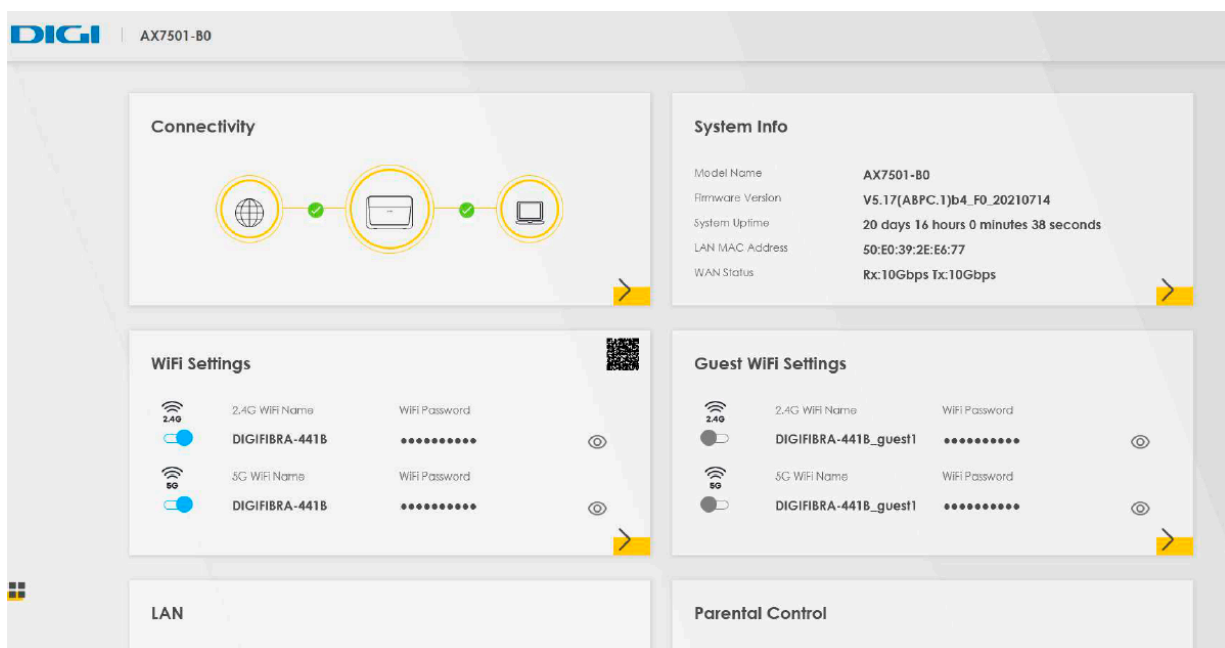 DIGI AX7501-B0
Connectivity
System Info
Model Name AX7501-B0
Firmware Version V5.17(ABPC.1)b4_F0_20210714
System Uptime 20 days 16 hours 0 minutes 38 seconds
LAN MAC Address 50:E0:39:2E:E6:77
WAN Status Rx:10Gbps Tx:10Gbps
WiFi Settings
2.4G 2.4G WiFi Name WiFi Password
DIGIFIBRA-441B ••••••••••
5G 5G WiFi Name WiFi Password
DIGIFIBRA-441B ••••••••••
Guest WiFi Settings
2.4G 2.4G WiFi Name WiFi Password
DIGIFIBRA-441B_guest1 ••••••••••
5G 5G WiFi Name WiFi Password
DIGIFIBRA-441B_guest1 ••••••••••
LAN
Parental Control